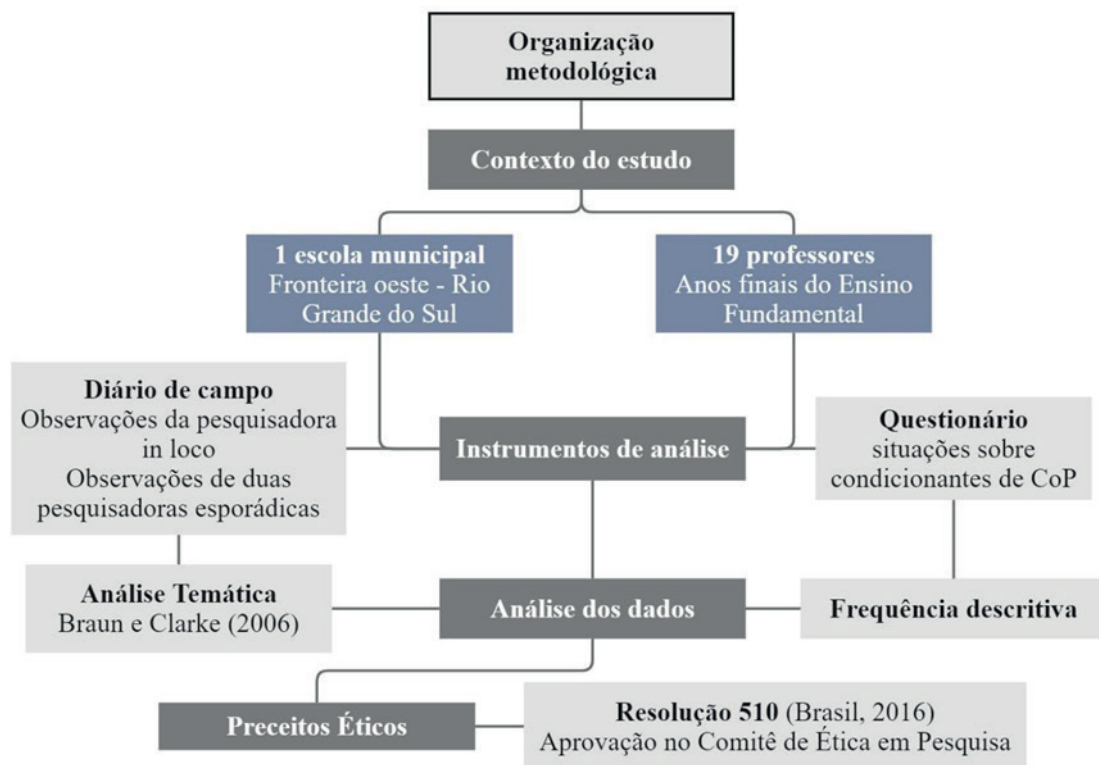 Organização
metodológica
Contexto do estudo
1 escola municipal
Fronteira oeste - Rio
Grande do Sul
19 professores
Anos finais do Ensino
Fundamental
Diário de campo
Observações da pesquisadora
in loco
Observações de duas
pesquisadoras esporádicas
Instrumentos de análise
Questionário
situações sobre
condicionantes de CoP
Análise Temática
Braun e Clarke (2006)
Análise dos dados
Frequência descritiva
Preceitos Éticos
Resolução 510 (Brasil, 2016)
Aprovação no Comitê de Ética em Pesquisa